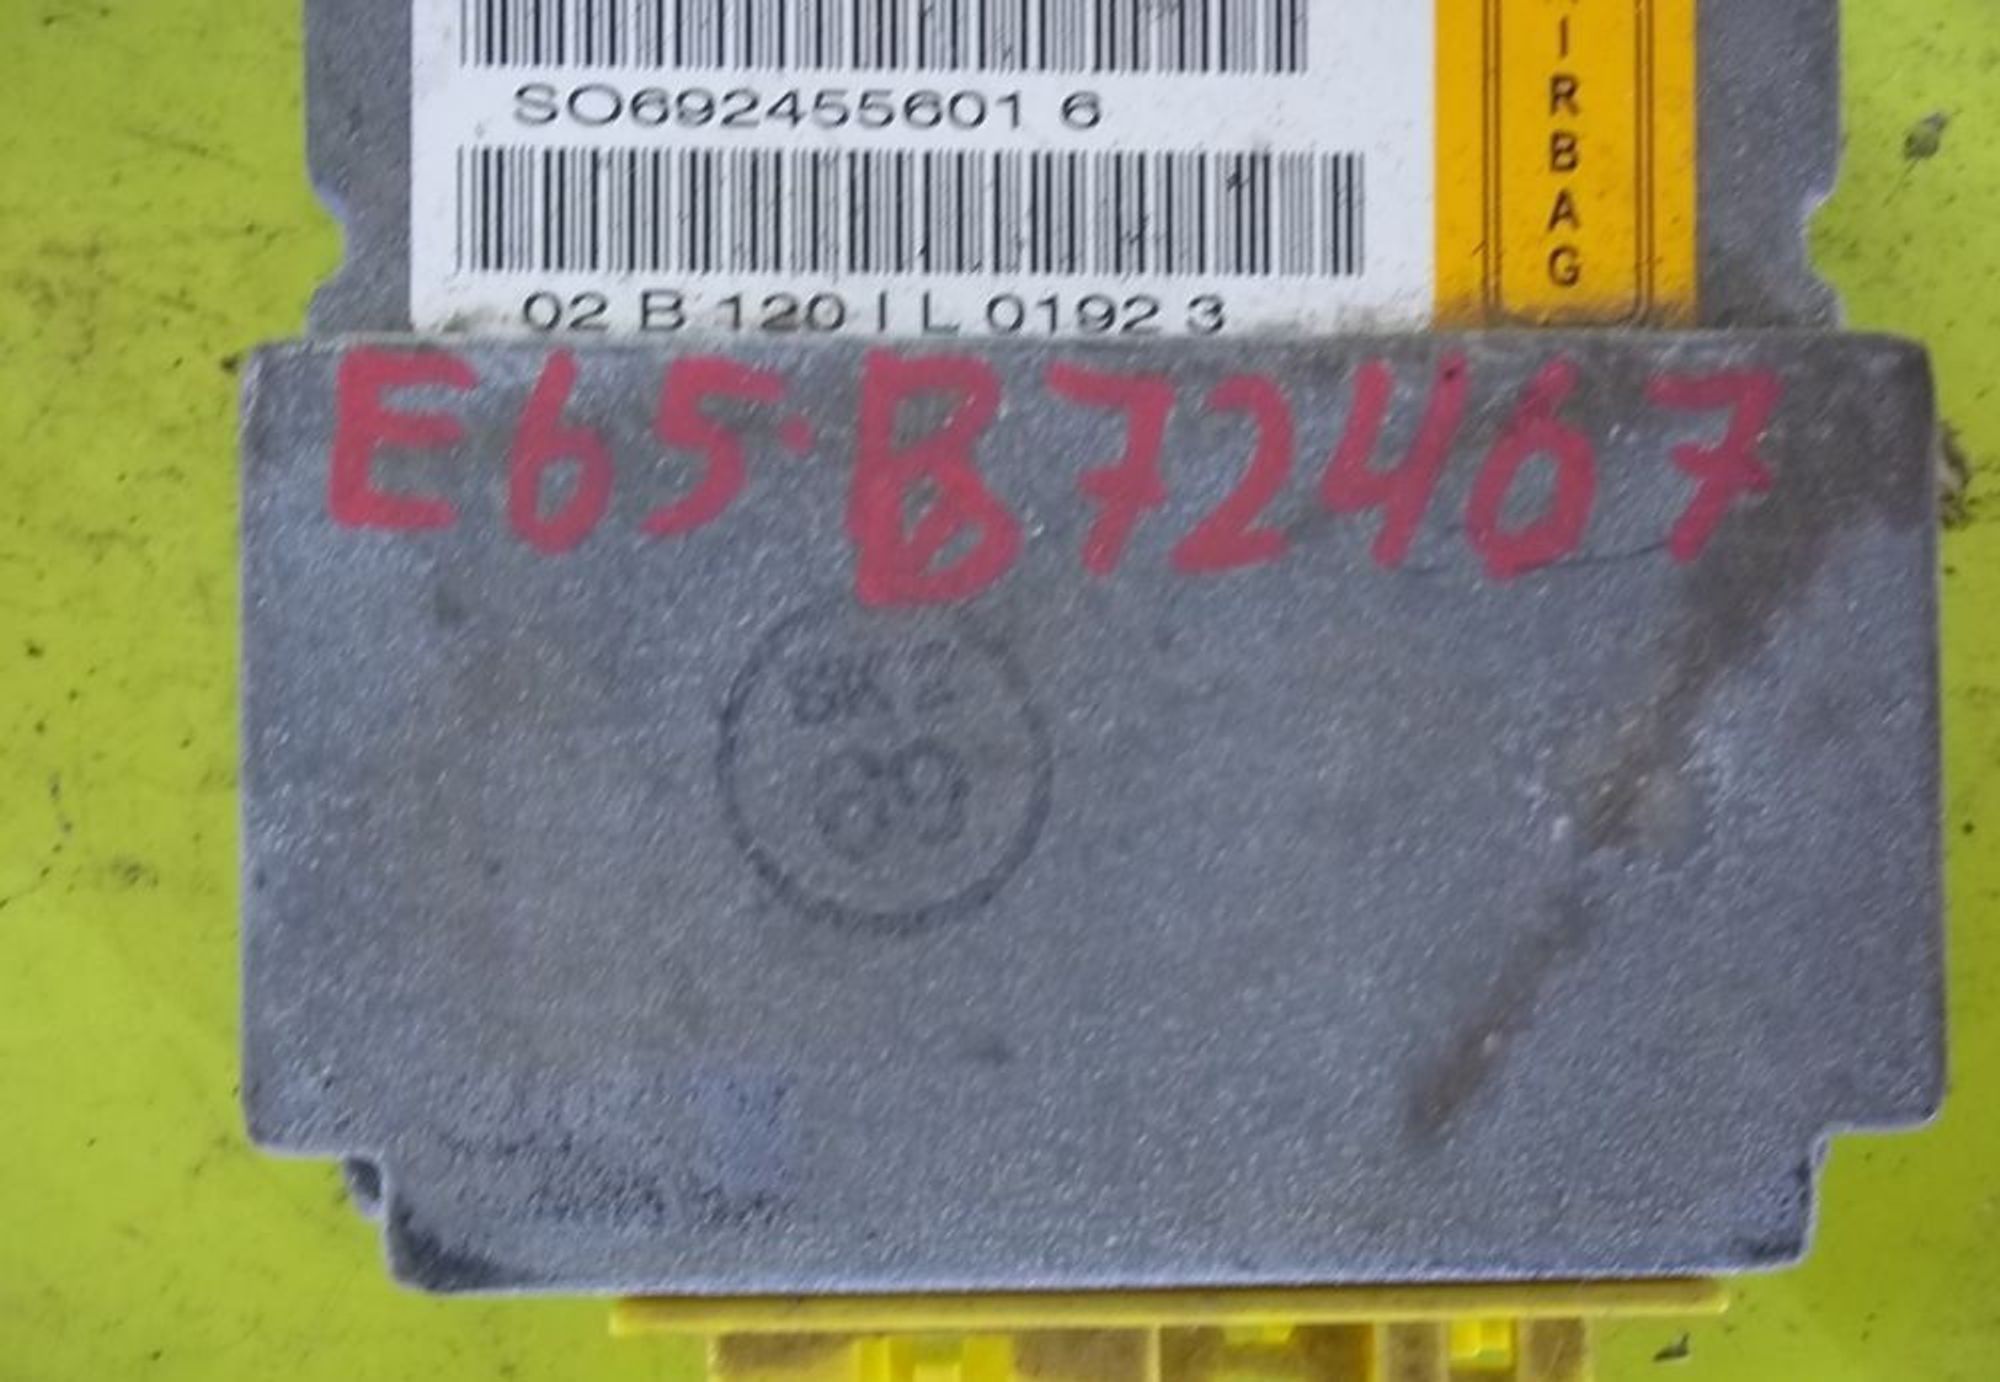 SO692455601 6
02 B 120 I L 0192 3
IRBAG
E65·B72467